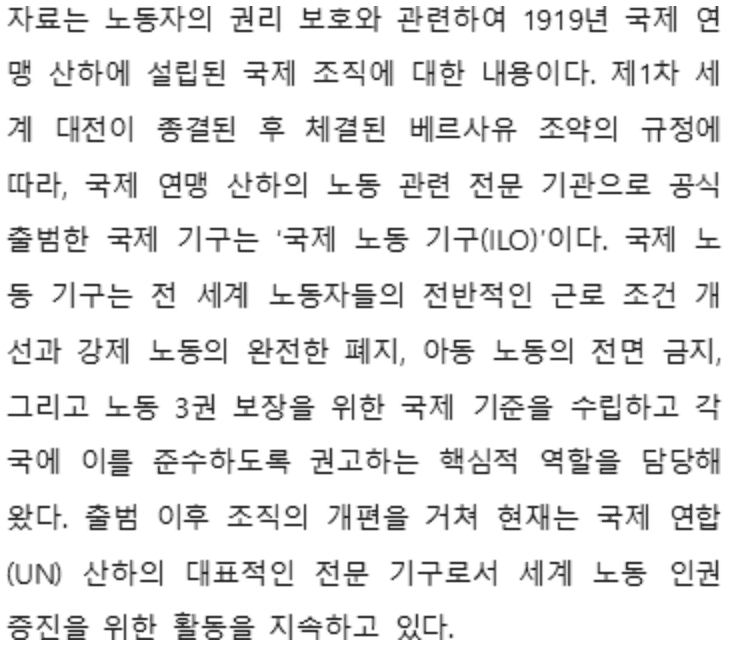 자료는 노동자의 권리 보호와 관련하여 1919년 국제 연
맹 산하에 설립된 국제 조직에 대한 내용이다. 제1차 세
계 대전이 종결된 후 체결된 베르사유 조약의 규정에
따라, 국제 연맹 산하의 노동 관련 전문 기관으로 공식
출범한 국제 기구는 '국제 노동 기구(ILO)'이다. 국제 노
동 기구는 전 세계 노동자들의 전반적인 근로 조건 개
선과 강제 노동의 완전한 폐지, 아동 노동의 전면 금지,
그리고 노동 3권 보장을 위한 국제 기준을 수립하고 각
국에 이를 준수하도록 권고하는 핵심적 역할을 담당해
왔다. 출범 이후 조직의 개편을 거쳐 현재는 국제 연합
(UN) 산하의 대표적인 전문 기구로서 세계 노동 인권
증진을 위한 활동을 지속하고 있다.